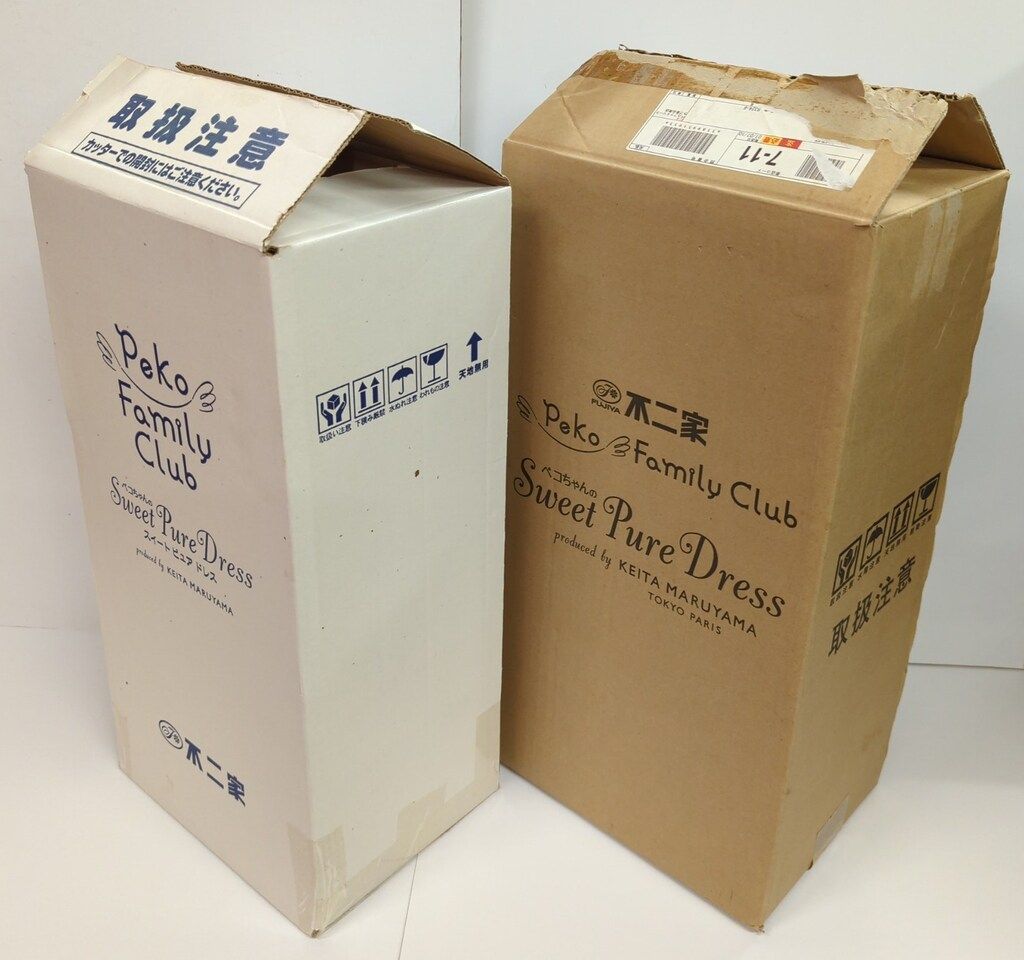 取扱注意
カッターでの開封にはご注意ください。
Peko
Family
Club
ペコちゃんの
Sweet Pure Dress
スイート ピュア ドレス
produced by KEITA MARUYAMA
不二家
取扱い注意 下積み厳禁 水ぬれ注意 われもの注意
天地無用
7-11
FUJIYA
不二家
Peko Family Club
ペコちゃんの
Sweet Pure Dress
produced by KEITA MARUYAMA
TOKYO PARIS
取扱注意